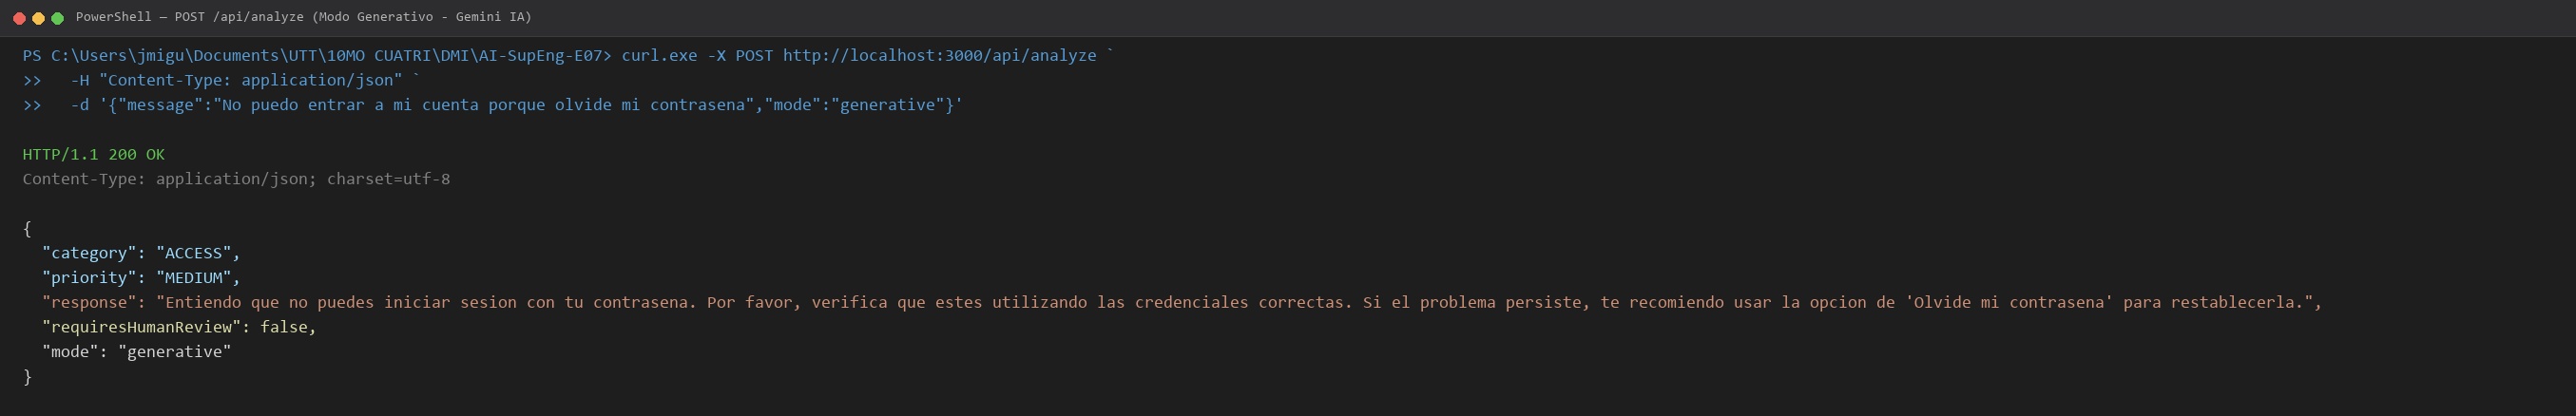 PowerShell — POST /api/analyze (Modo Generativo - Gemini IA)
PS C:\Users\jmigu\Documents\UTT\10MO CUATRI\DMI\AI-SupEng-E07> curl.exe -X POST http://localhost:3000/api/analyze `
>>   -H "Content-Type: application/json" `
>>   -d '{"message":"No puedo entrar a mi cuenta porque olvide mi contrasena","mode":"generative"}'
HTTP/1.1 200 OK
Content-Type: application/json; charset=utf-8
{
  "category": "ACCESS",
  "priority": "MEDIUM",
  "response": "Entiendo que no puedes iniciar sesion con tu contrasena. Por favor, verifica que estes utilizando las credenciales correctas. Si el problema persiste, te recomiendo usar la opcion de 'Olvide mi contrasena' para restablecerla.",
  "requiresHumanReview": false,
  "mode": "generative"
}